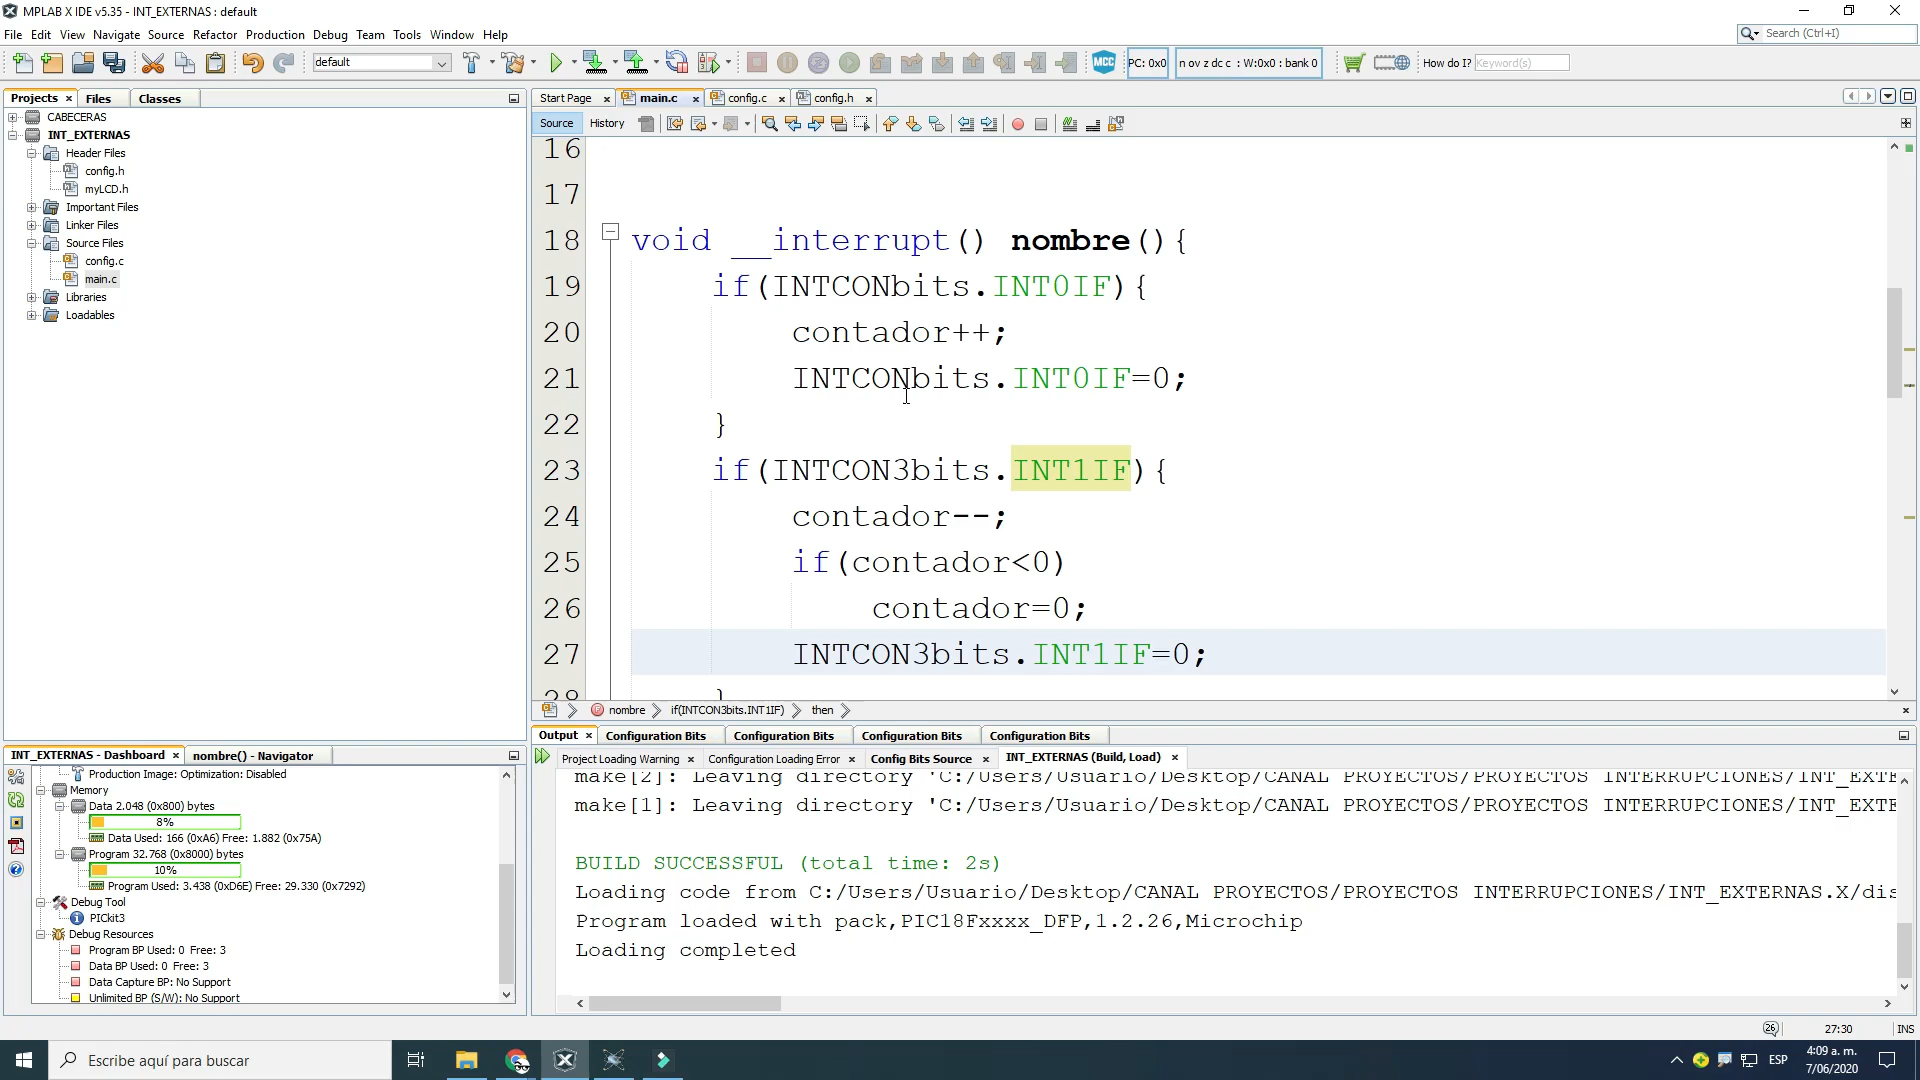 MPLAB X IDE v5.35 - INT_EXTERNAS : default
File Edit View Navigate Source Refactor Production Debug Team Tools Window Help
Search (Ctrl+I)
default
PC: 0x0
n ov z dc c : W:0x0 : bank 0
How do I? Keyword(s)
Projects Files Classes
CABECERAS
INT_EXTERNAS
Header Files
config.h
myLCD.h
Important Files
Linker Files
Source Files
config.c
main.c
Libraries
Loadables
Start Page main.c config.c config.h
Source History
16
17
18 void __interrupt() nombre(){
19 if(INTCONbits.INT0IF){
20 contador++;
21 INTCONbits.INT0IF=0;
22 }
23 if(INTCON3bits.INT1IF){
24 contador--;
25 if(contador<0)
26 contador=0;
27 INTCON3bits.INT1IF=0;
28 }
nombre if(INTCON3bits.INT1IF) then
INT_EXTERNAS - Dashboard nombre() - Navigator
Production Image: Optimization: Disabled
Memory
Data 2.048 (0x800) bytes
8%
Data Used: 166 (0xA6) Free: 1.882 (0x75A)
Program 32.768 (0x8000) bytes
10%
Program Used: 3.438 (0xD6E) Free: 29.330 (0x7292)
Debug Tool
PICkit3
Debug Resources
Program BP Used: 0 Free: 3
Data BP Used: 0 Free: 3
Data Capture BP: No Support
Unlimited BP (S/W): No Support
Output Configuration Bits Configuration Bits Configuration Bits Configuration Bits
Project Loading Warning Configuration Loading Error Config Bits Source INT_EXTERNAS (Build, Load)
make[2]: Leaving directory 'C:/Users/Usuario/Desktop/CANAL PROYECTOS/PROYECTOS INTERRUPCIONES/INT_EXTE
make[1]: Leaving directory 'C:/Users/Usuario/Desktop/CANAL PROYECTOS/PROYECTOS INTERRUPCIONES/INT_EXTE
BUILD SUCCESSFUL (total time: 2s)
Loading code from C:/Users/Usuario/Desktop/CANAL PROYECTOS/PROYECTOS INTERRUPCIONES/INT_EXTERNAS.X/dis
Program loaded with pack,PIC18Fxxxx_DFP,1.2.26,Microchip
Loading completed
26 27:30 INS
Escribe aquí para buscar
ESP
4:09 a. m.
7/06/2020